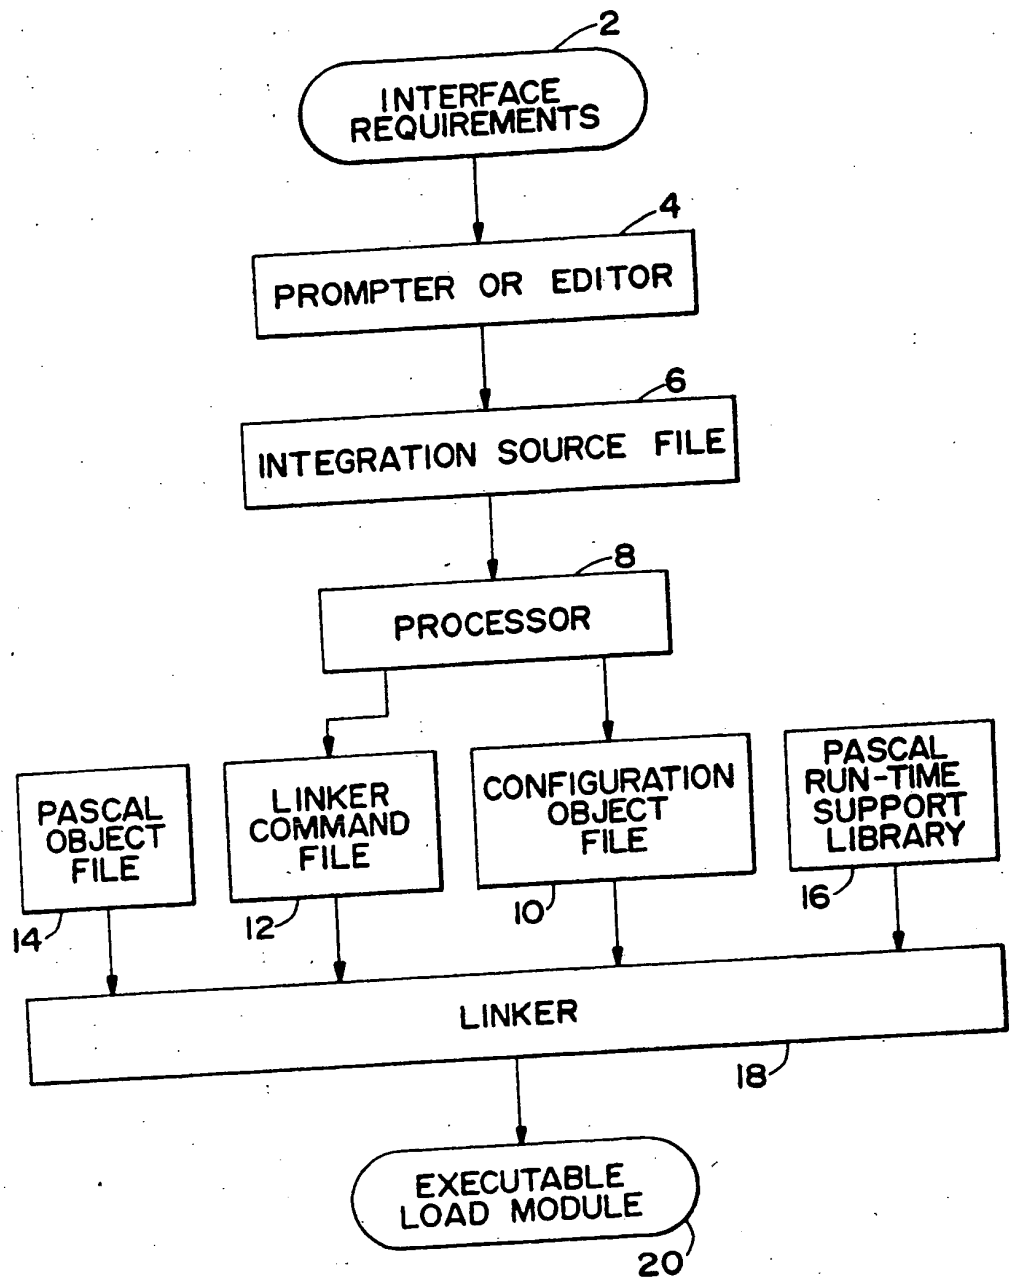 2
INTERFACE
REQUIREMENTS
4
PROMPTER OR EDITOR
6
INTEGRATION SOURCE FILE
8
PROCESSOR
PASCAL
OBJECT
FILE
14
LINKER
COMMAND
FILE
12
CONFIGURATION
OBJECT
FILE
10
PASCAL
RUN-TIME
SUPPORT
LIBRARY
16
LINKER
18
EXECUTABLE
LOAD MODULE
20